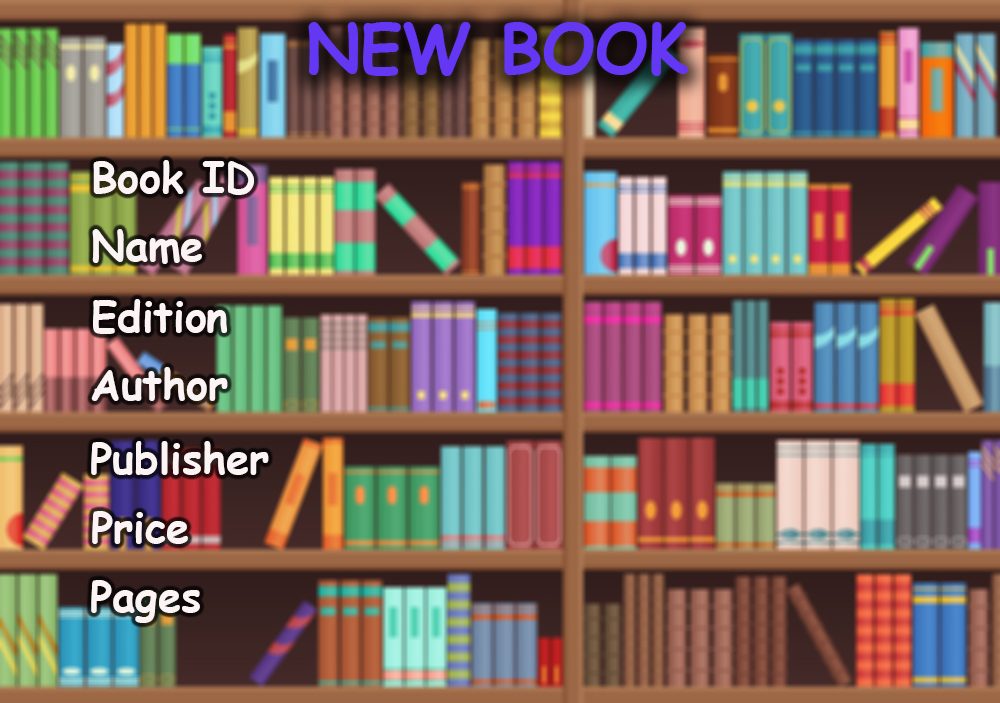 NEW BOOK
Book ID
Name
Edition
Author
Publisher
Price
Pages